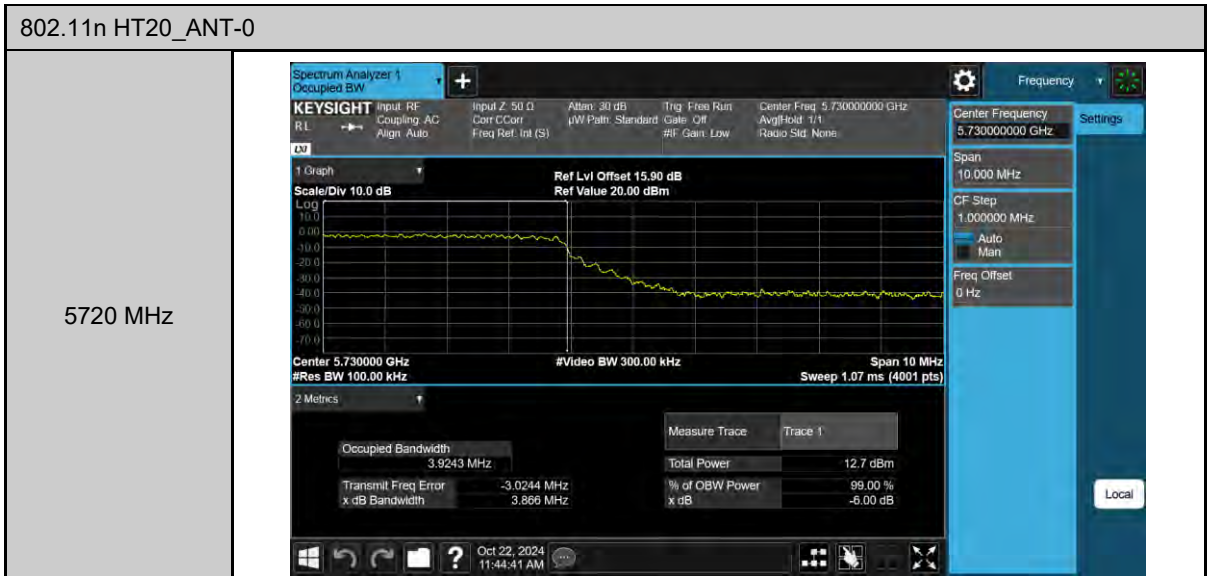 802.11n HT20_ANT-0
5720 MHz
Spectrum Analyzer 1
Occupied BW
+
Frequency
KEYSIGHT
RL
LXI
Input: RF
Coupling: AC
Align: Auto
Input Z: 50 Ω
Corr CCorr
Freq Ref: Int (S)
Atten: 30 dB
µW Path: Standard
Trig: Free Run
Gate: Off
#IF Gain: Low
Center Freq: 5.730000000 GHz
Avg|Hold: 1/1
Radio Std: None
Center Frequency
5.730000000 GHz
Settings
Span
10.000 MHz
CF Step
1.000000 MHz
Auto
Man
Freq Offset
0 Hz
Local
1 Graph
Scale/Div 10.0 dB
Ref Lvl Offset 15.90 dB
Ref Value 20.00 dBm
Log
10.0
0.00
-10.0
-20.0
-30.0
-40.0
-50.0
-60.0
-70.0
Center 5.730000 GHz
#Video BW 300.00 kHz
Span 10 MHz
#Res BW 100.00 kHz
Sweep 1.07 ms (4001 pts)
2 Metrics
Measure Trace Trace 1
Occupied Bandwidth
3.9243 MHz
Total Power 12.7 dBm
Transmit Freq Error -3.0244 MHz
% of OBW Power 99.00 %
x dB Bandwidth 3.866 MHz
x dB -6.00 dB
?
Oct 22, 2024
11:44:41 AM